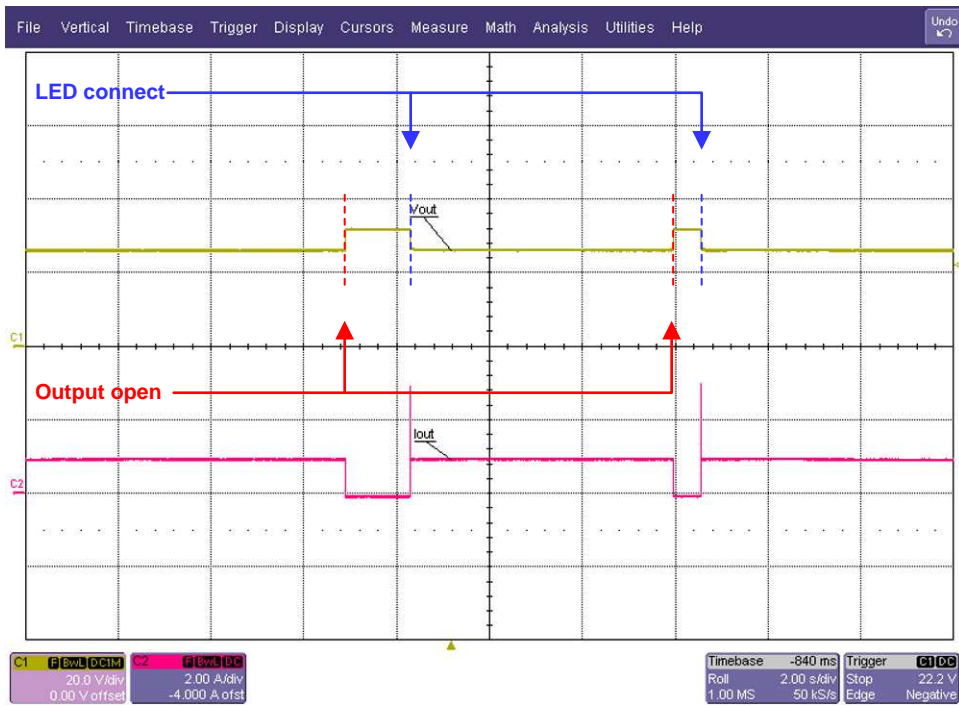 File Vertical Timebase Trigger Display Cursors Measure Math Analysis Utilities Help Undo
LED connect
Vout
C1
Output open
Iout
C2
C1 F BwL DC1M
20.0 V/div
0.00 V offset
C2 F BwL DC
2.00 A/div
-4.000 A ofst
Timebase -840 ms
Roll 2.00 s/div
1.00 MS 50 kS/s
Trigger C1 DC
Stop 22.2 V
Edge Negative